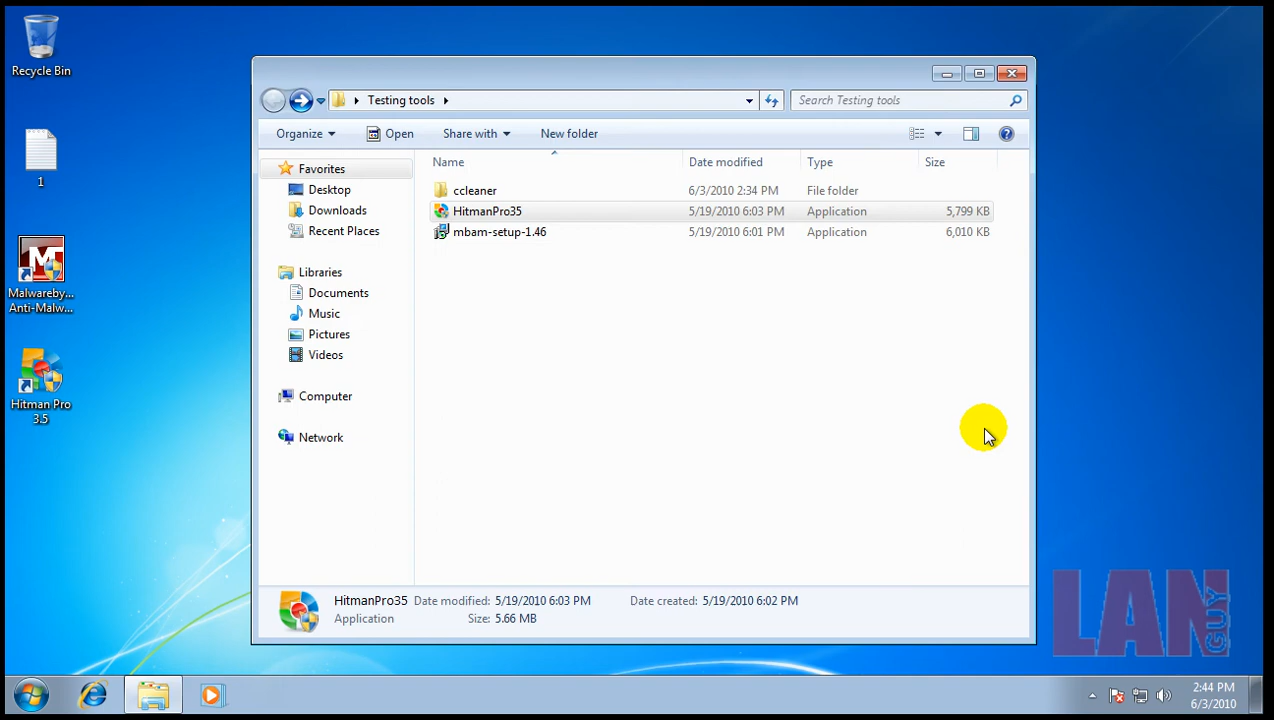 Recycle Bin
1
Malwareby...
Anti-Malw...
Hitman Pro
3.5
Testing tools
Search Testing tools
Organize
Open
Share with
New folder
Name
Date modified
Type
Size
Favorites
Desktop
Downloads
Recent Places
Libraries
Documents
Music
Pictures
Videos
Computer
Network
ccleaner
6/3/2010 2:34 PM
File folder
HitmanPro35
5/19/2010 6:03 PM
Application
5,799 KB
mbam-setup-1.46
5/19/2010 6:01 PM
Application
6,010 KB
HitmanPro35 Date modified: 5/19/2010 6:03 PM Date created: 5/19/2010 6:02 PM
Application Size: 5.66 MB
LAN GUY
2:44 PM
6/3/2010